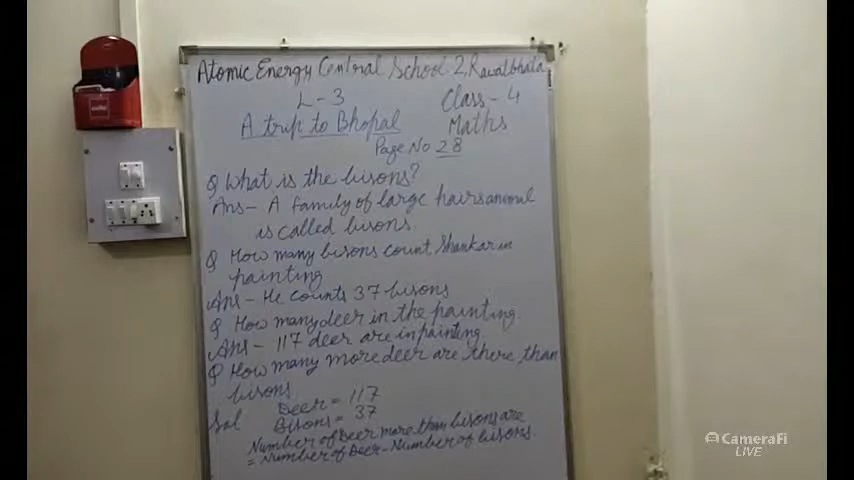 Atomic Energy Central School-2, Rawatbhata
L-3
Class-4
A trip to Bhopal
Maths
Page No 28
Q What is the bisons?
Ans- A family of large hairs animal
is called bisons.
Q How many bisons count Shankar in
painting
Ans- He counts 37 bisons
Q How many deer in the painting.
Ans- 117 deer are in painting.
Q How many more deer are there than
bisons
Sol Deer = 117
Bisons = 37
Number of Deer more than bisons are
= Number of Deer - Number of bisons.
CameraFi
LIVE